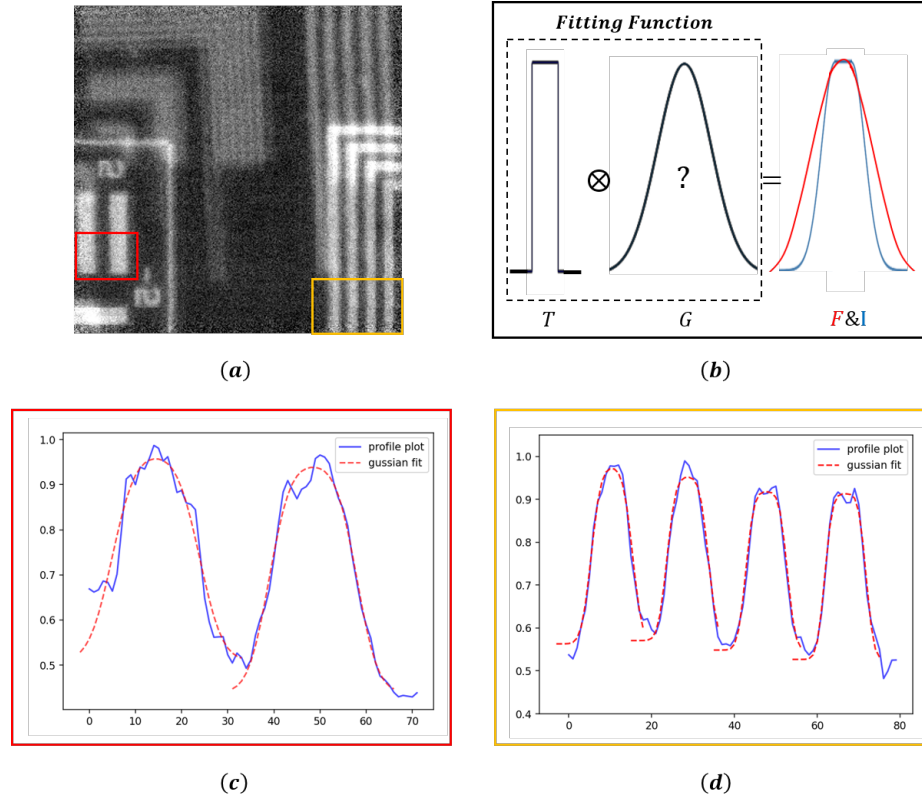 2
-2
(a)
Fitting Function
⊗
?
=
T
G
F&I
(b)
profile plot
gussian fit
1.0
0.9
0.8
0.7
0.6
0.5
0 10 20 30 40 50 60 70
(c)
profile plot
gussian fit
1.0
0.9
0.8
0.7
0.6
0.5
0.4
0 20 40 60 80
(d)